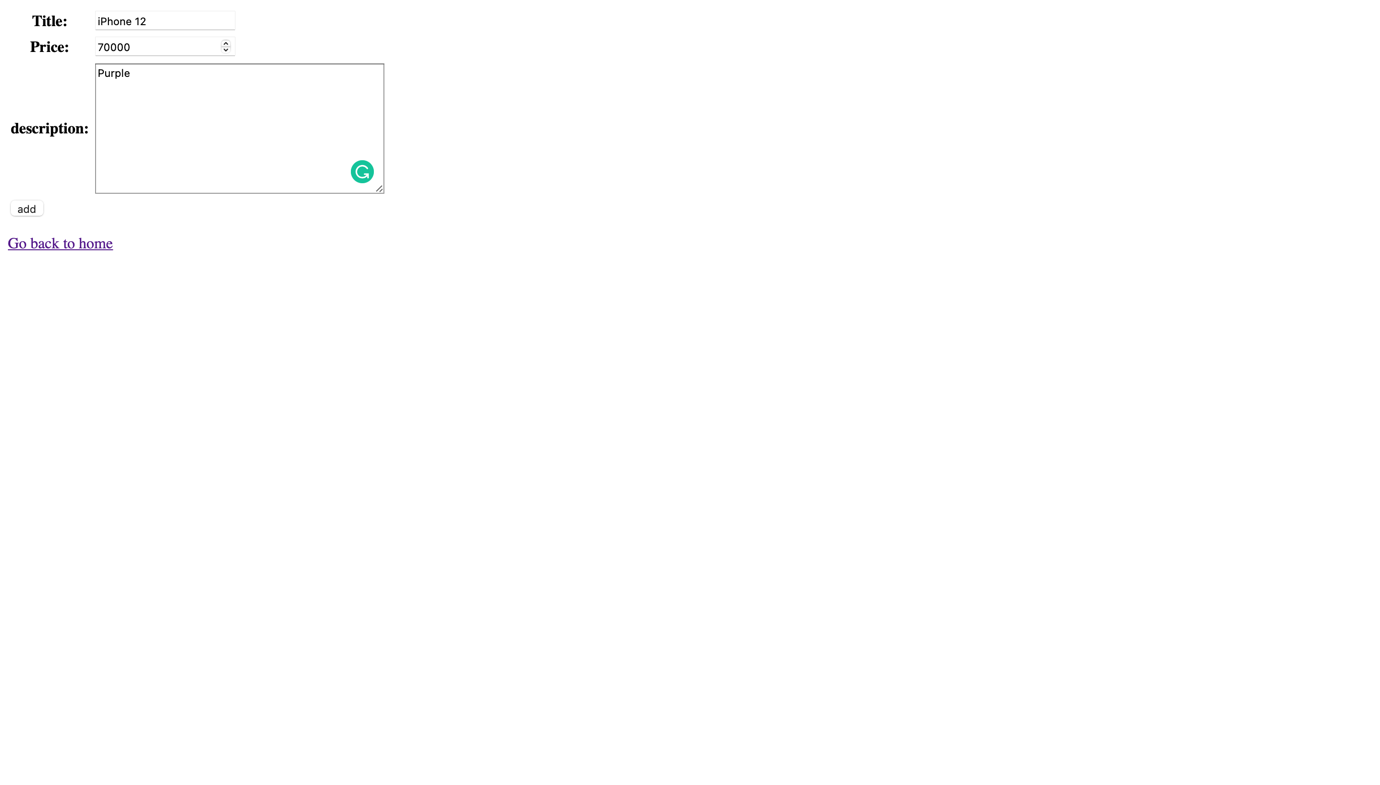 Title: iPhone 12
Price: 70000
description: Purple
add
Go back to home